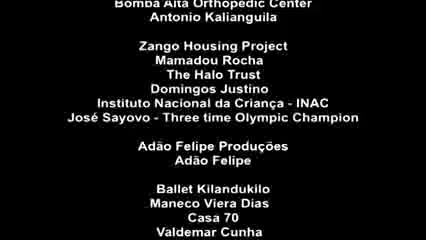 Bomba Alta Orthopedic Center
Antonio Kalianguila
Zango Housing Project
Mamadou Rocha
The Halo Trust
Domingos Justino
Instituto Nacional da Criança - INAC
José Sayovo - Three time Olympic Champion
Adão Felipe Produções
Adão Felipe
Ballet Kilandukilo
Maneco Viera Dias
Casa 70
Valdemar Cunha